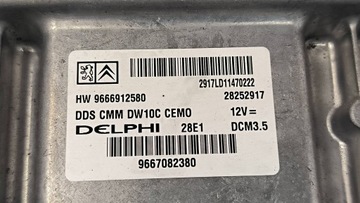 2917LD11470222
HW 9666912580 28252917
DDS CMM DW10C CEMO 12V=
DELPHI 28E1 DCM3.5
9667082380